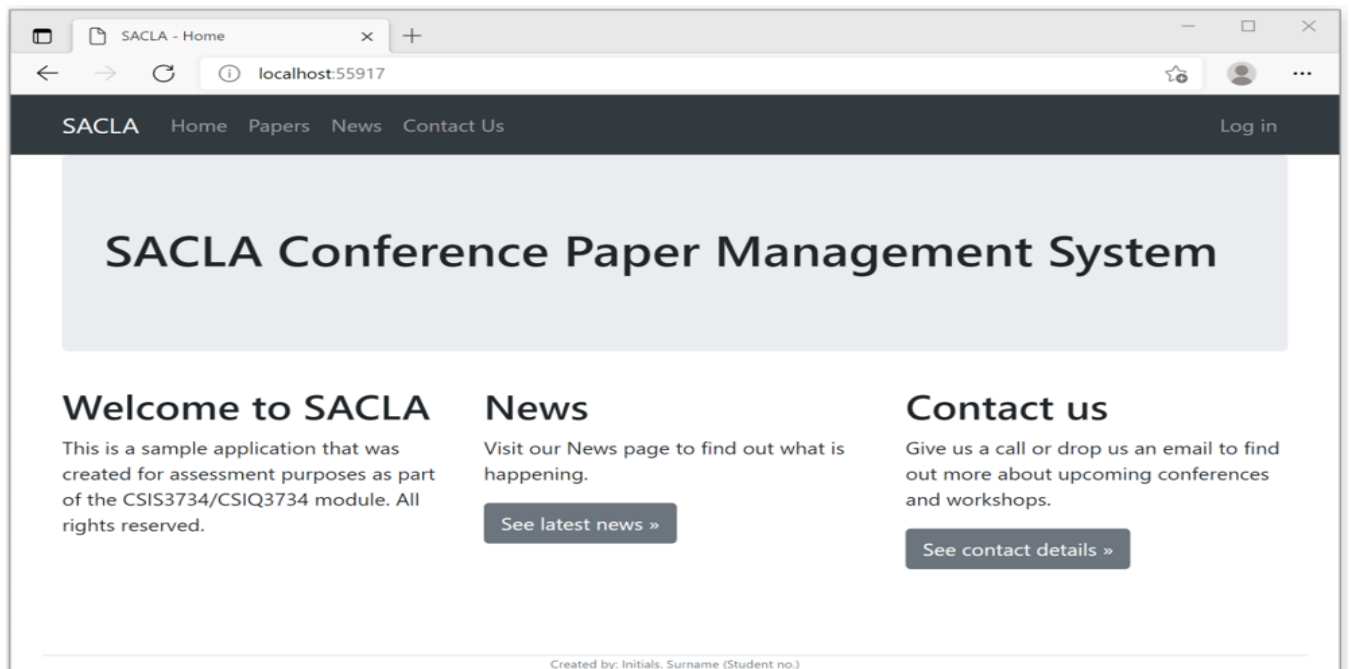 SACLA - Home
localhost:55917
SACLA Home Papers News Contact Us Log in
SACLA Conference Paper Management System
Welcome to SACLA
This is a sample application that was
created for assessment purposes as part
of the CSIS3734/CSIQ3734 module. All
rights reserved.
News
Visit our News page to find out what is
happening.
See latest news »
Contact us
Give us a call or drop us an email to find
out more about upcoming conferences
and workshops.
See contact details »
Created by: Initials. Surname (Student no.)